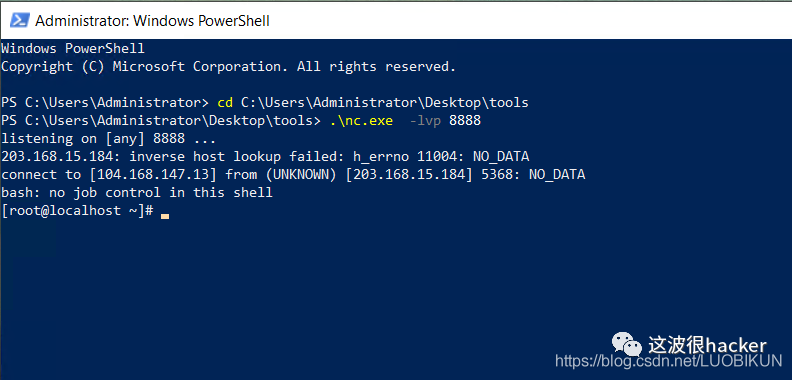 Administrator: Windows PowerShell
Windows PowerShell
Copyright (C) Microsoft Corporation. All rights reserved.
PS C:\Users\Administrator> cd C:\Users\Administrator\Desktop\tools
PS C:\Users\Administrator\Desktop\tools> .\nc.exe  -lvp 8888
listening on [any] 8888 ...
203.168.15.184: inverse host lookup failed: h_errno 11004: NO_DATA
connect to [104.168.147.13] from (UNKNOWN) [203.168.15.184] 5368: NO_DATA
bash: no job control in this shell
[root@localhost ~]#
这波很hacker
https://blog.csdn.net/LUOBIKUN